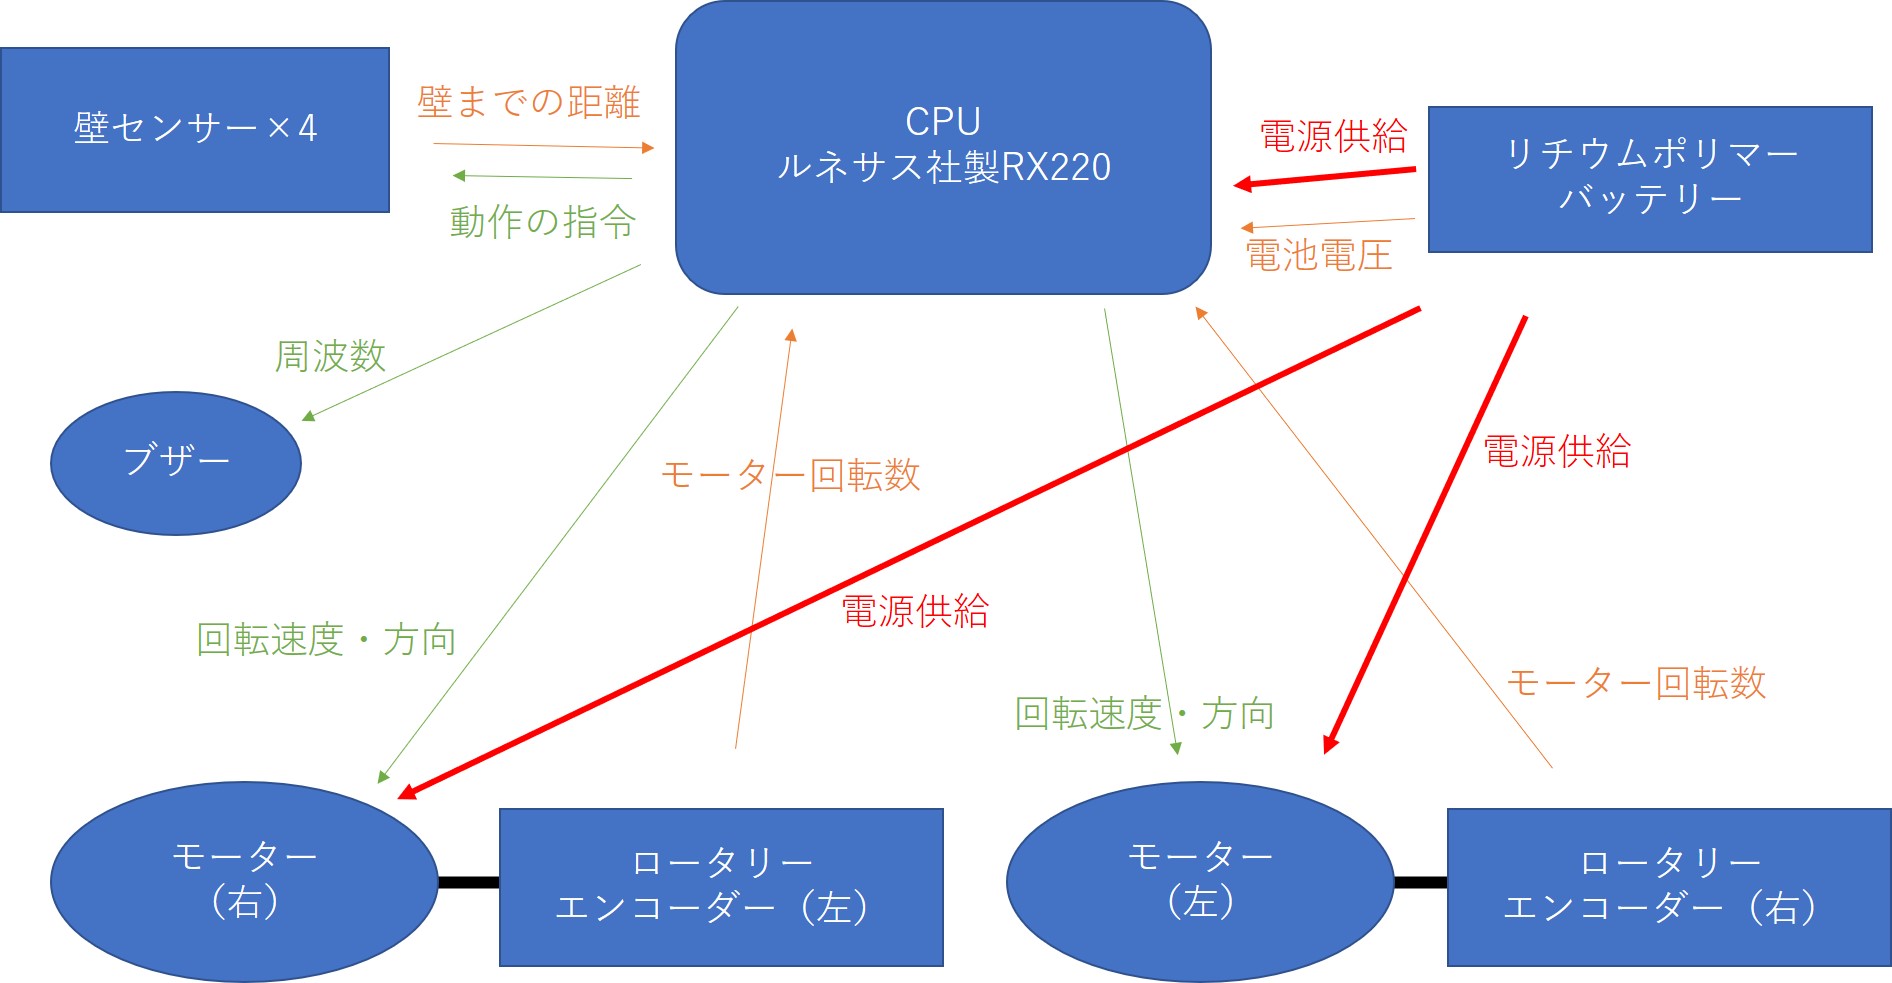 壁センサー×4
壁までの距離
動作の指令
CPU
ルネサス社製RX220
電源供給
電池電圧
リチウムポリマー
バッテリー
周波数
ブザー
モーター回転数
電源供給
回転速度・方向
電源供給
モーター回転数
回転速度・方向
モーター
（右）
ロータリー
エンコーダー（左）
モーター
（左）
ロータリー
エンコーダー（右）